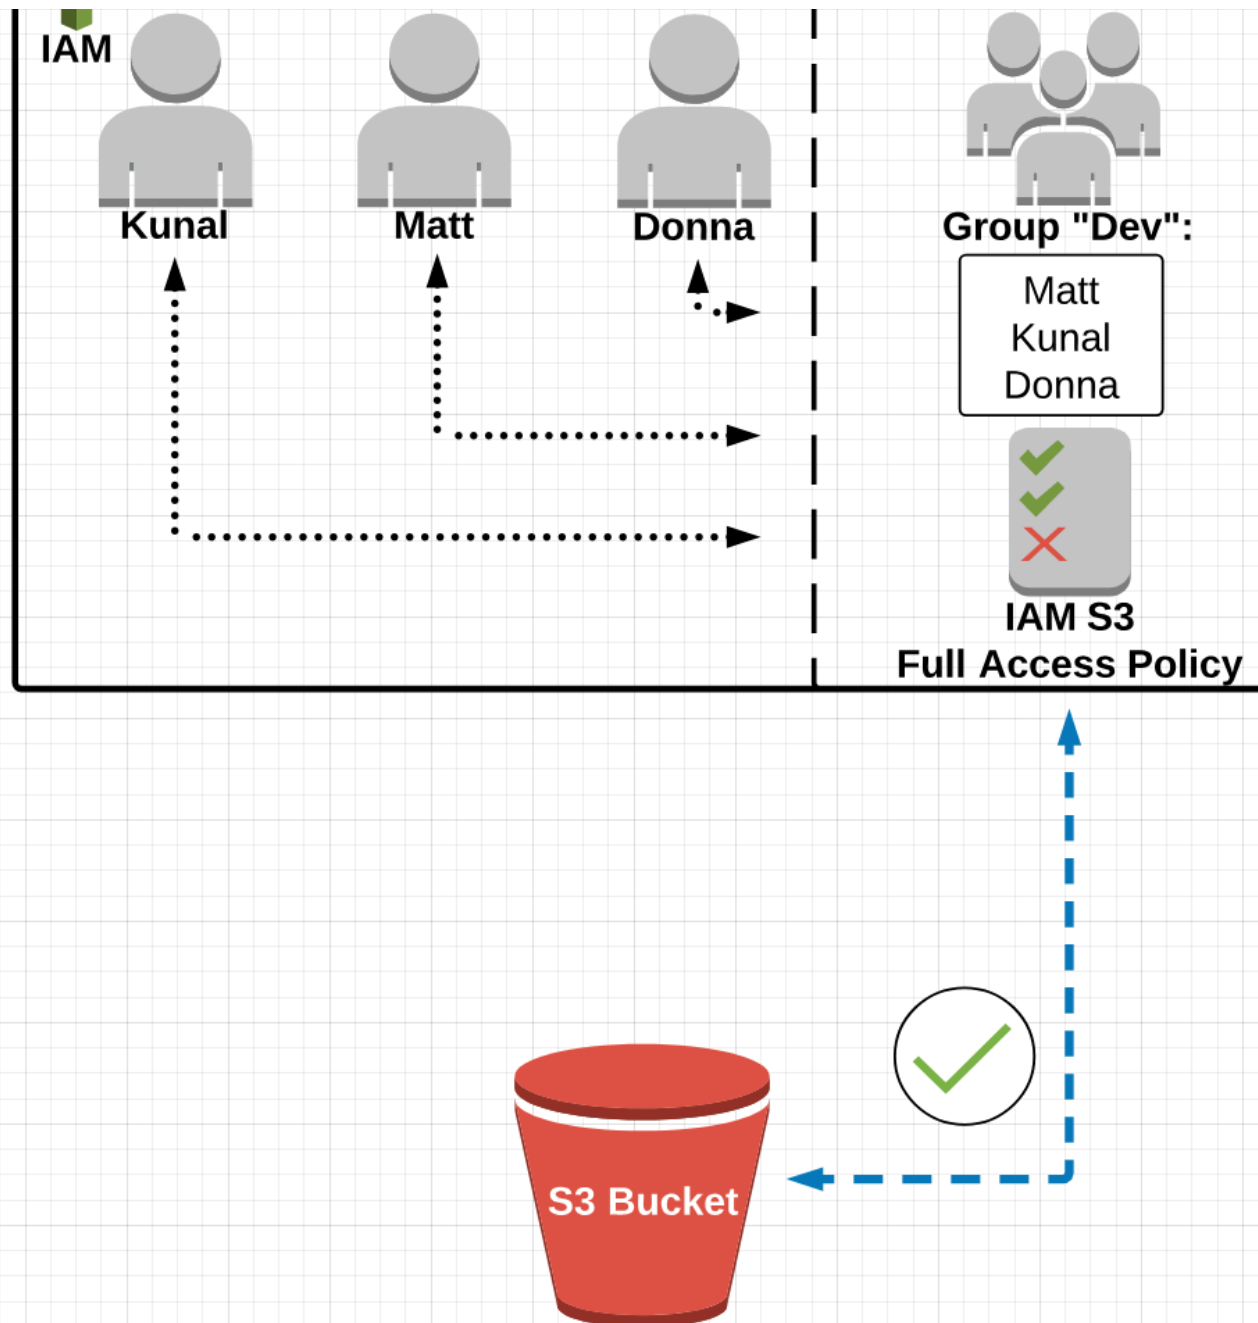 IAM
Kunal
Matt
Donna
Group "Dev":
Matt
Kunal
Donna
IAM S3
Full Access Policy
S3 Bucket